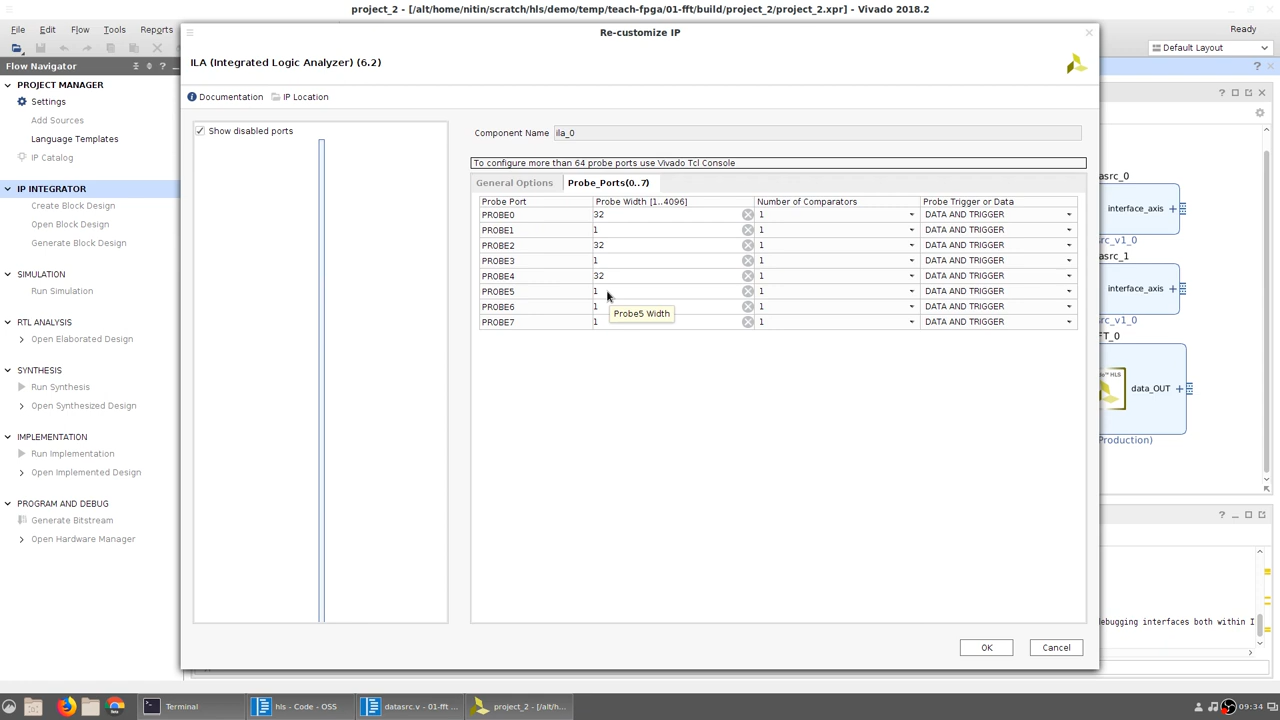 project_2 - [/alt/home/nitin/scratch/hls/demo/temp/teach-fpga/01-fft/build/project_2/project_2.xpr] - Vivado 2018.2
File Edit Flow Tools Reports
Re-customize IP
Ready
Default Layout
Flow Navigator
ILA (Integrated Logic Analyzer) (6.2)
PROJECT MANAGER
Settings
Add Sources
Language Templates
IP Catalog
IP INTEGRATOR
Create Block Design
Open Block Design
Generate Block Design
SIMULATION
Run Simulation
RTL ANALYSIS
Open Elaborated Design
SYNTHESIS
Run Synthesis
Open Synthesized Design
IMPLEMENTATION
Run Implementation
Open Implemented Design
PROGRAM AND DEBUG
Generate Bitstream
Open Hardware Manager
Documentation IP Location
Show disabled ports
Component Name ila_0
To configure more than 64 probe ports use Vivado Tcl Console
General Options Probe_Ports(0..7)
Probe Port Probe Width [1..4096] Number of Comparators Probe Trigger or Data
PROBE0 32 1 DATA AND TRIGGER
PROBE1 1 1 DATA AND TRIGGER
PROBE2 32 1 DATA AND TRIGGER
PROBE3 1 1 DATA AND TRIGGER
PROBE4 32 1 DATA AND TRIGGER
PROBE5 1 1 DATA AND TRIGGER
PROBE6 1 1 DATA AND TRIGGER
PROBE7 1 1 DATA AND TRIGGER
Probe5 Width
OK Cancel
asrc_0
interface_axis
src_v1_0
asrc_1
interface_axis
src_v1_0
FT_0
HLS
data_OUT
Production)
ebugging interfaces both within I
Terminal
hls - Code - OSS
datasrc.v - 01-fft ...
project_2 - [/alt/h...
09:34